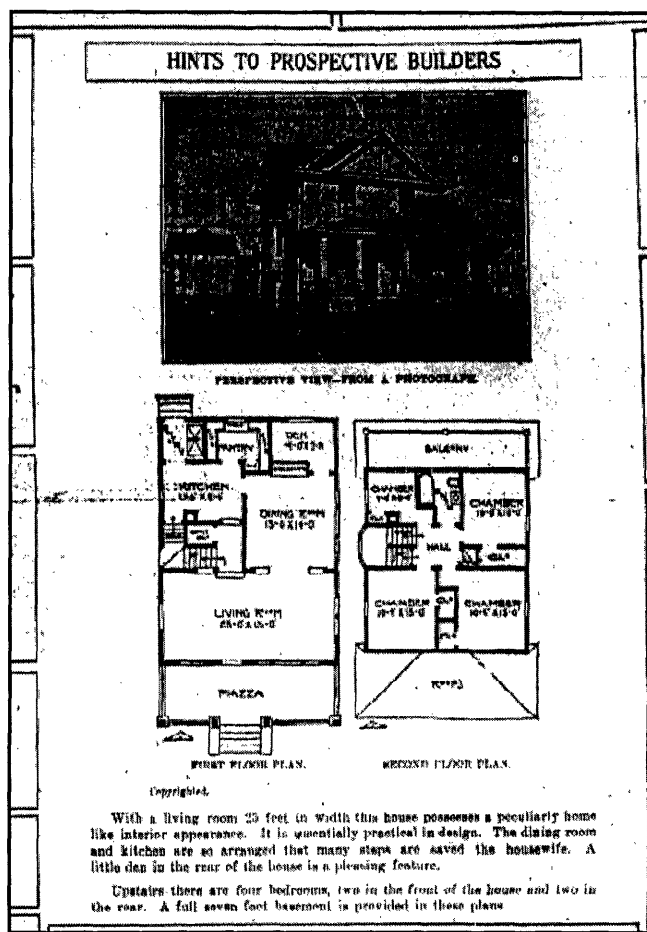 HINTS TO PROSPECTIVE BUILDERS
PERSPECTIVE VIEW—FROM A PHOTOGRAPH.
PANTRY
DEN
BALCONY
KITCHEN
CHAMBER
CHAMBER
DINING ROOM
HALL
LIVING ROOM
CHAMBER
CHAMBER
PIAZZA
ROOFS
FIRST FLOOR PLAN.
SECOND FLOOR PLAN.
Copyrighted.
With a living room 25 feet in width this house possesses a peculiarly home
like interior appearance. It is essentially practical in design. The dining room
and kitchen are so arranged that many steps are saved the housewife. A
little den in the rear of the house is a pleasing feature.
Upstairs there are four bedrooms, two in the front of the house and two in
the rear. A full seven foot basement is provided in these plans